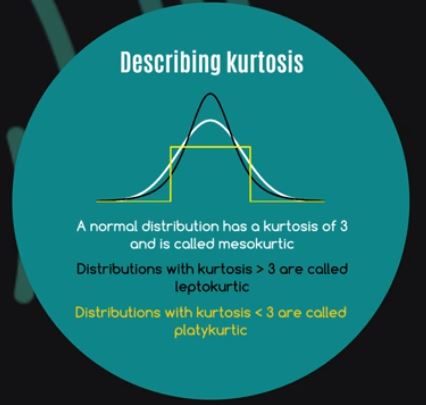 Describing kurtosis
A normal distribution has a kurtosis of 3
and is called mesokurtic
Distributions with kurtosis > 3 are called
leptokurtic
Distributions with kurtosis < 3 are called
platykurtic